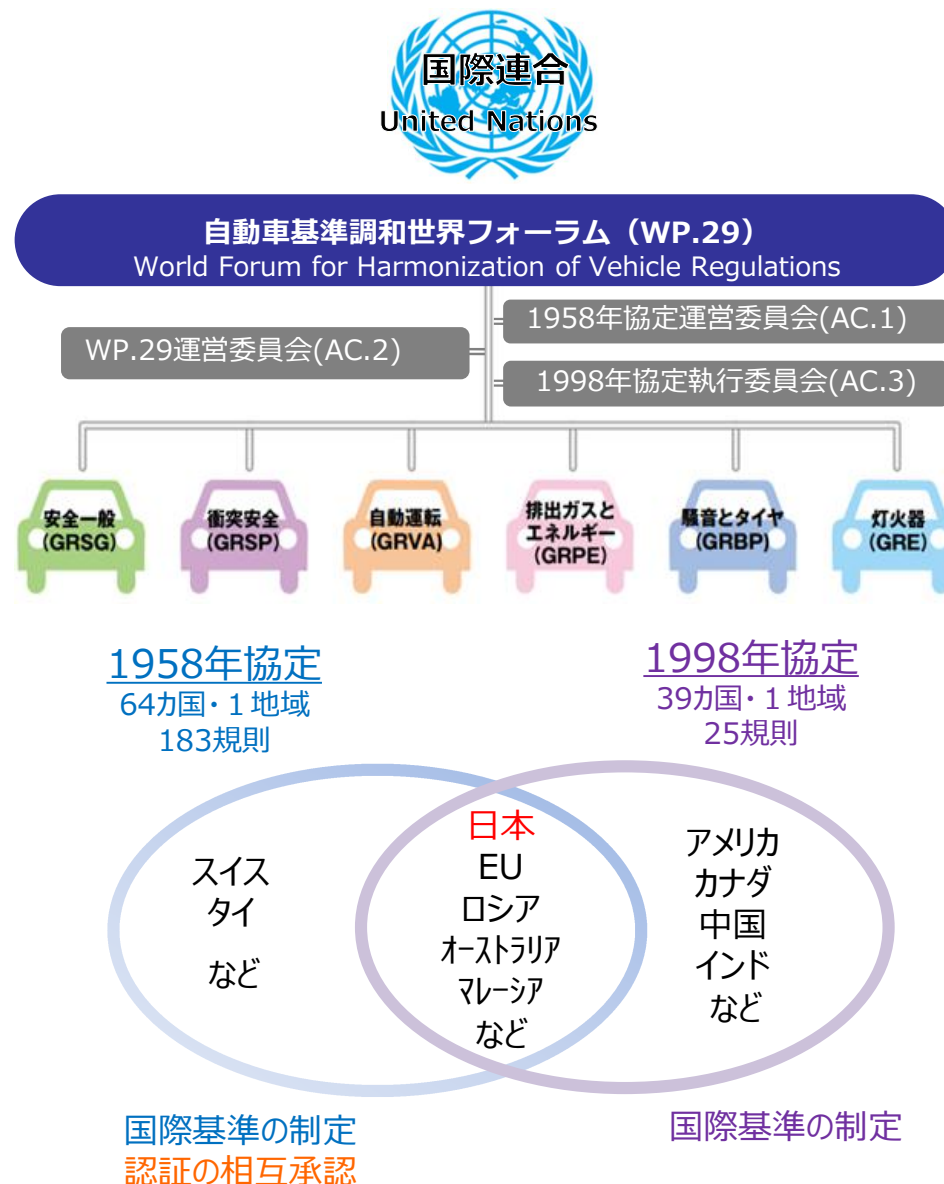 国際連合
United Nations
自動車基準調和世界フォーラム（WP.29）
World Forum for Harmonization of Vehicle Regulations
1958年協定運営委員会(AC.1)
WP.29運営委員会(AC.2)
1998年協定執行委員会(AC.3)
安全一般
(GRSG)
衝突安全
(GRSP)
自動運転
(GRVA)
排出ガスと
エネルギー
(GRPE)
騒音とタイヤ
(GRBP)
灯火器
(GRE)
1958年協定
64カ国・１地域
183規則
1998年協定
39カ国・１地域
25規則
スイス
タイ
など
日本
EU
ロシア
オーストラリア
マレーシア
など
アメリカ
カナダ
中国
インド
など
国際基準の制定
認証の相互承認
国際基準の制定